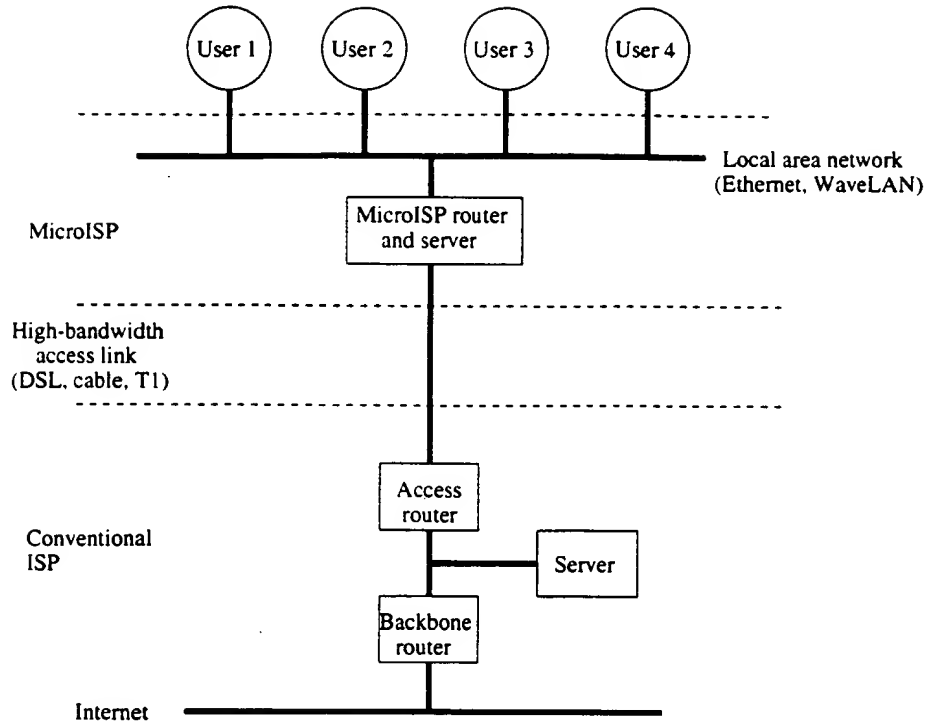 User 1
User 2
User 3
User 4
Local area network
(Ethernet, WaveLAN)
MicroISP router
and server
MicroISP
High-bandwidth
access link
(DSL, cable, T1)
Access
router
Conventional
ISP
Server
Backbone
router
Internet